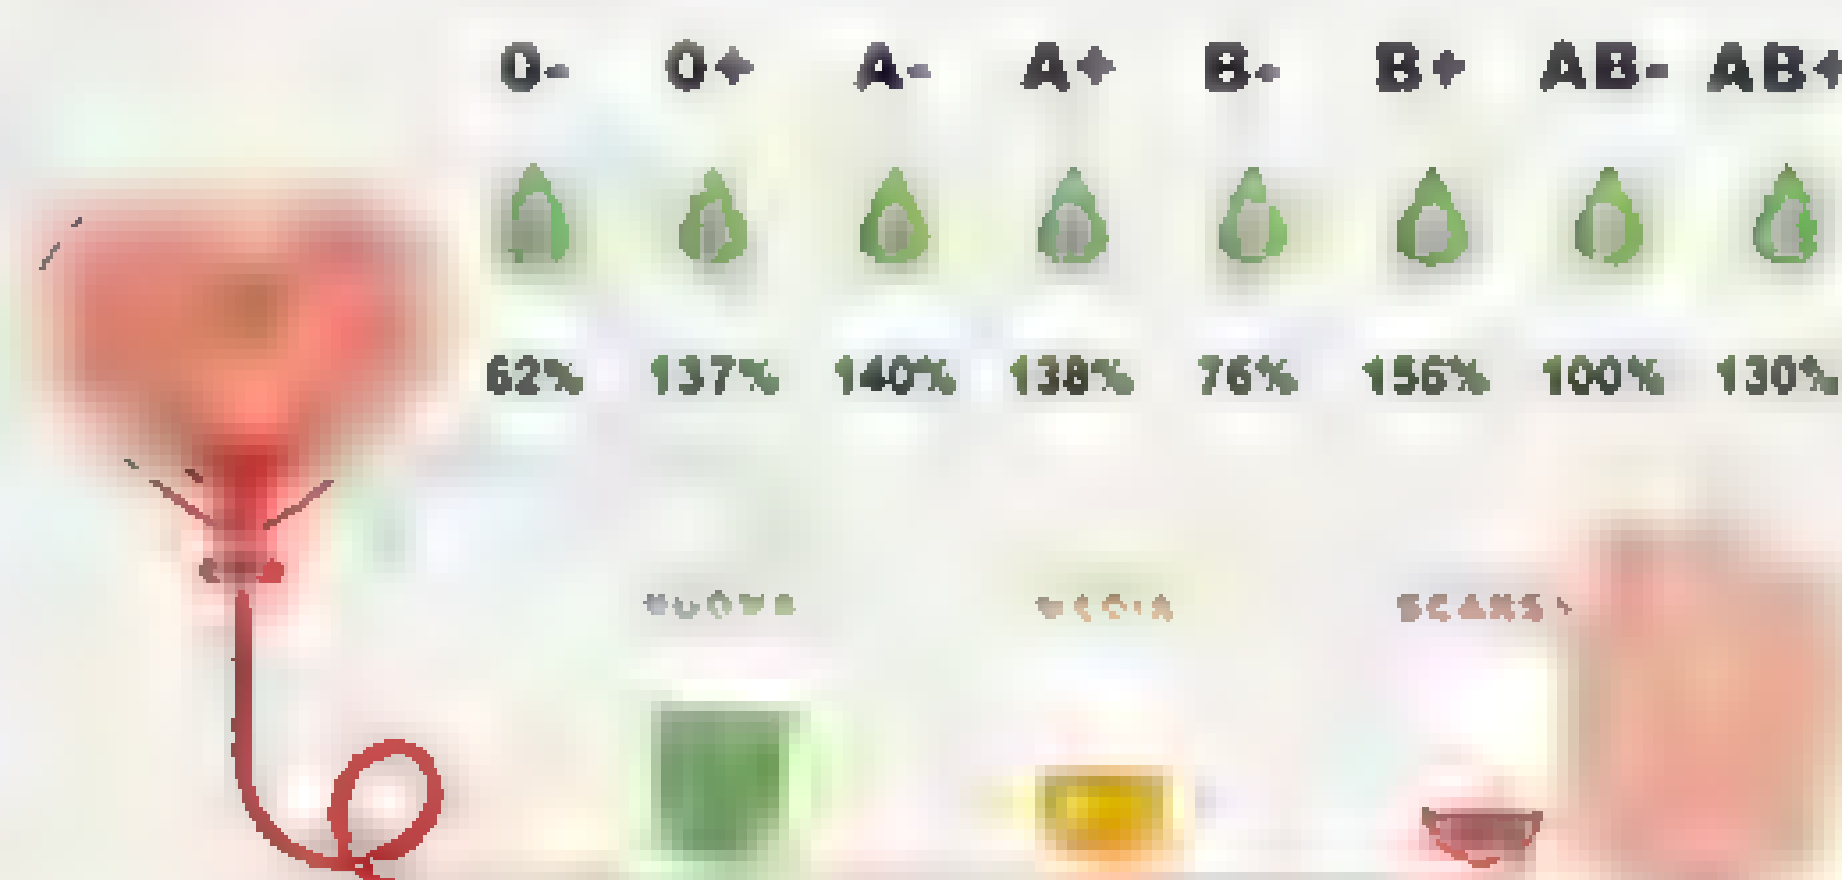 0- 0+ A- A+ B- B+ AB- AB+
62% 137% 140% 138% 76% 156% 100% 130%